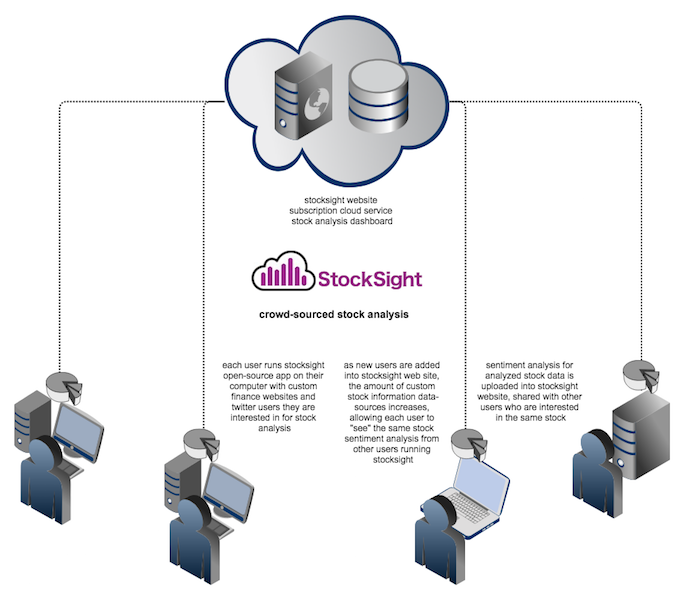 stocksight website
subscription cloud service
stock analysis dashboard
StockSight
crowd-sourced stock analysis
each user runs stocksight
open-source app on their
computer with custom
finance websites and
twitter users they are
interested in for stock
analysis
as new users are added
into stocksight web site,
the amount of custom
stock information data-
sources increases,
allowing each user to
"see" the same stock
sentiment analysis from
other users running
stocksight
sentiment analysis for
analyzed stock data is
uploaded into stocksight
website, shared with other
users who are interested
in the same stock